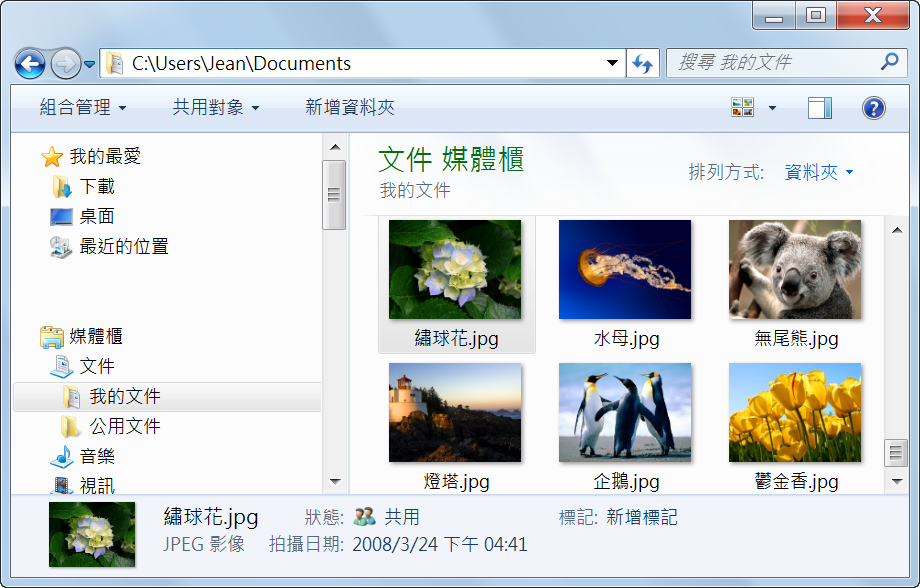 C:\Users\Jean\Documents
搜尋 我的文件
組合管理 共用對象 新增資料夾
我的最愛
下載
桌面
最近的位置
媒體櫃
文件
我的文件
公用文件
音樂
視訊
文件 媒體櫃
我的文件
排列方式: 資料夾
繡球花.jpg 水母.jpg 無尾熊.jpg
燈塔.jpg 企鵝.jpg 鬱金香.jpg
繡球花.jpg 狀態: 共用 標記: 新增標記
JPEG 影像 拍攝日期: 2008/3/24 下午 04:41